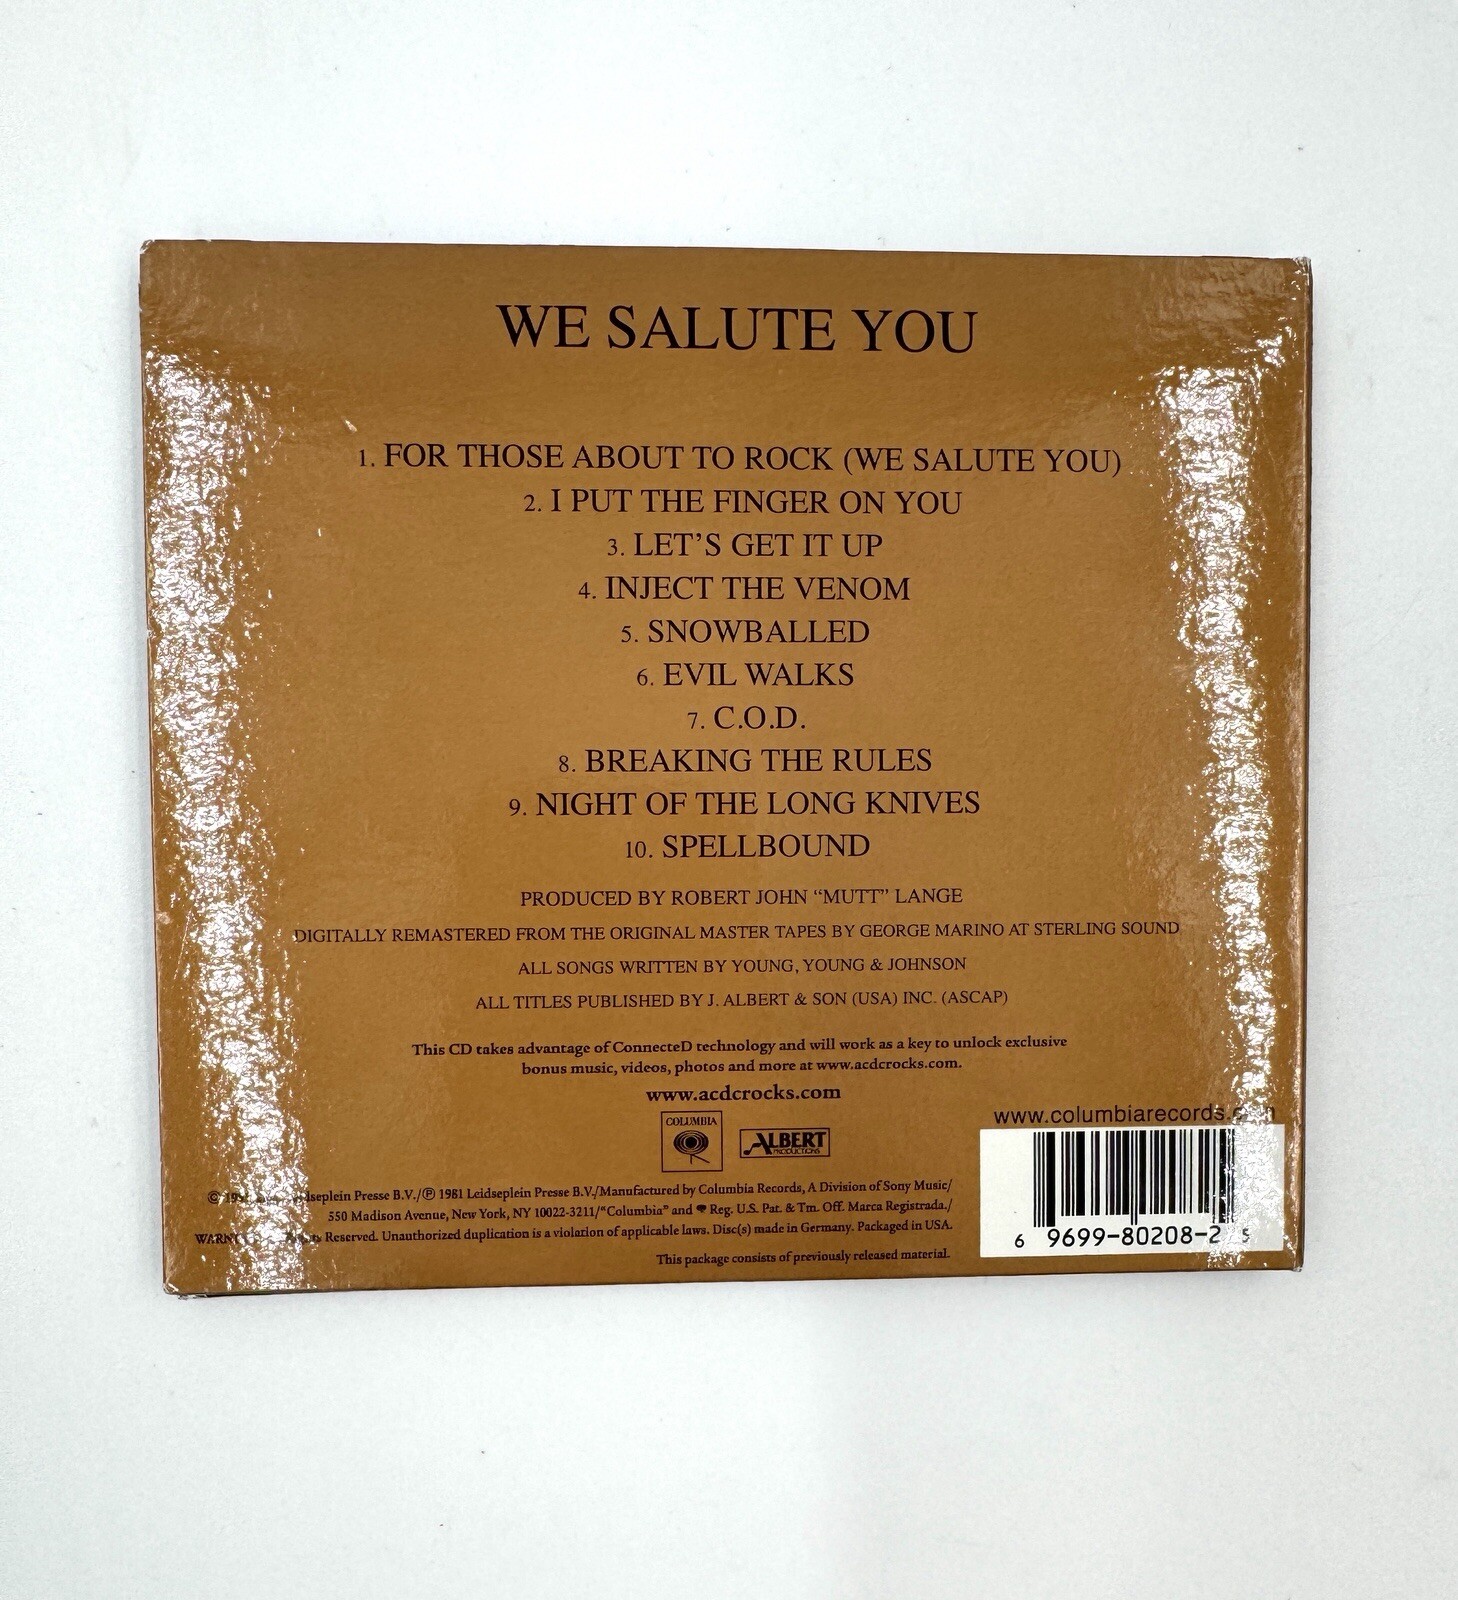 WE SALUTE YOU
1. FOR THOSE ABOUT TO ROCK (WE SALUTE YOU)
2. I PUT THE FINGER ON YOU
3. LET'S GET IT UP
4. INJECT THE VENOM
5. SNOWBALLED
6. EVIL WALKS
7. C.O.D.
8. BREAKING THE RULES
9. NIGHT OF THE LONG KNIVES
10. SPELLBOUND
PRODUCED BY ROBERT JOHN “MUTT” LANGE
DIGITALLY REMASTERED FROM THE ORIGINAL MASTER TAPES BY GEORGE MARINO AT STERLING SOUND
ALL SONGS WRITTEN BY YOUNG, YOUNG & JOHNSON
ALL TITLES PUBLISHED BY J. ALBERT & SON (USA) INC. (ASCAP)
This CD takes advantage of ConnecteD technology and will work as a key to unlock exclusive
bonus music, videos, photos and more at www.acdcrocks.com.
www.acdcrocks.com
COLUMBIA
ALBERT
PRODUCTIONS
www.columbiarecords.com
© Presse B.V./℗ 1981 Leidseplein Presse B.V./Manufactured by Columbia Records, A Division of Sony Music/
550 Madison Avenue, New York, NY 10022-3211/"Columbia" and Reg. U.S. Pat. & Tm. Off. Marca Registrada./
Reserved. Unauthorized duplication is a violation of applicable laws. Disc(s) made in Germany. Packaged in USA.
This package consists of previously released material.
6 9699-80208-2 5